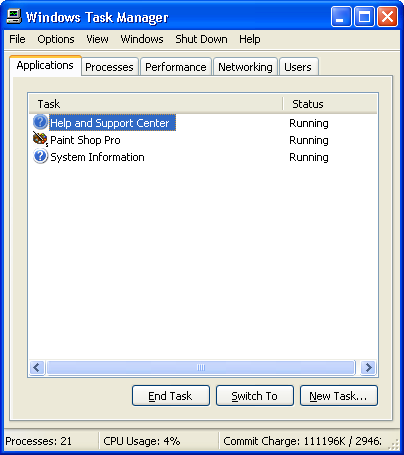 Windows Task Manager
File Options View Windows Shut Down Help
Applications Processes Performance Networking Users
Task Status
Help and Support Center Running
Paint Shop Pro Running
System Information Running
End Task Switch To New Task...
Processes: 21 CPU Usage: 4% Commit Charge: 111196K / 2946